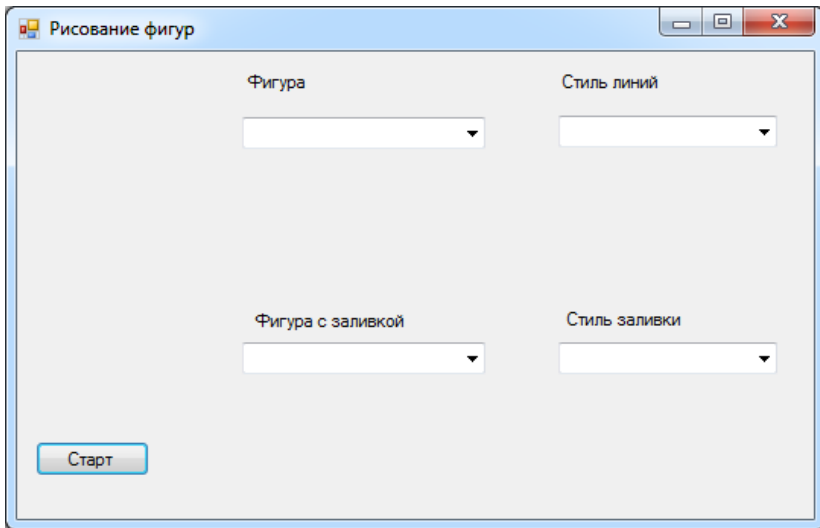 Рисование фигур
Фигура
Стиль линий
Фигура с заливкой
Стиль заливки
Старт